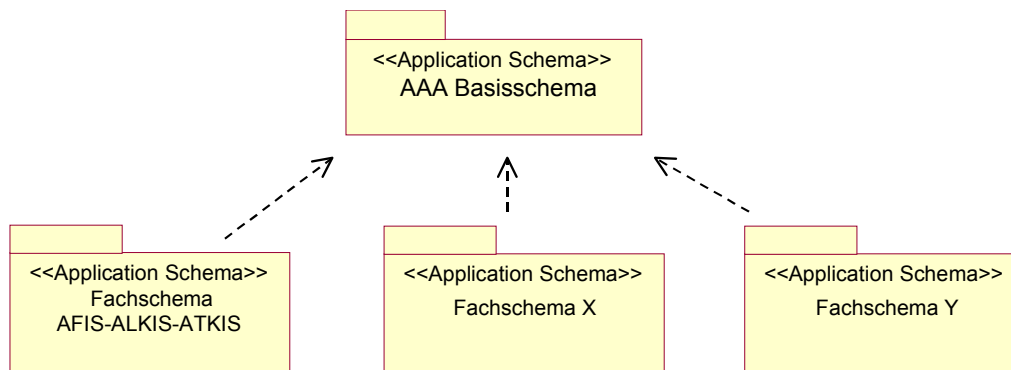 <<Application Schema>>
AAA Basisschema
<<Application Schema>>
Fachschema
AFIS-ALKIS-ATKIS
<<Application Schema>>
Fachschema X
<<Application Schema>>
Fachschema Y